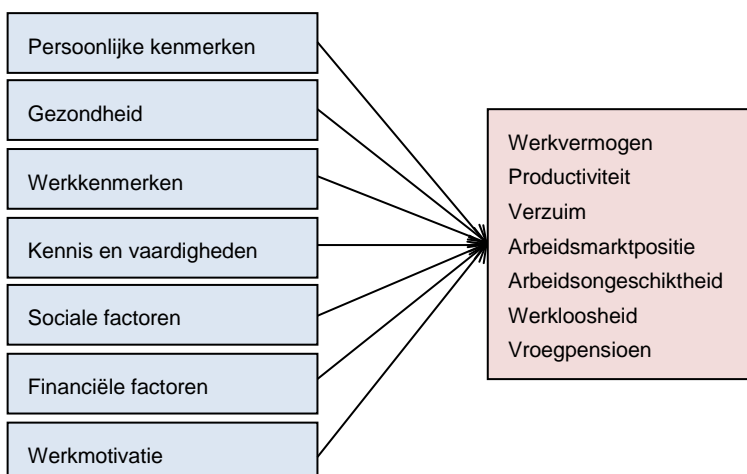 Persoonlijke kenmerken
Gezondheid
Werkkenmerken
Kennis en vaardigheden
Sociale factoren
Financiële factoren
Werkmotivatie
Werkvermogen
Productiviteit
Verzuim
Arbeidsmarktpositie
Arbeidsongeschiktheid
Werkloosheid
Vroegpensioen